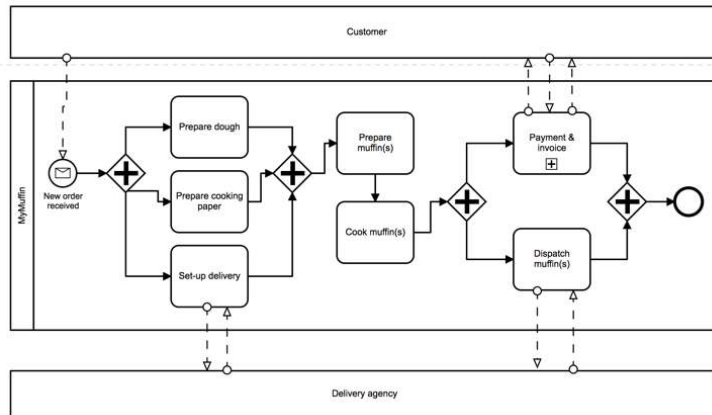 Customer
MyMuffin
New order
received
Prepare dough
Prepare cooking
paper
Set-up delivery
Prepare
muffin(s)
Cook muffin(s)
Payment &
invoice
Dispatch
muffin(s)
Delivery agency